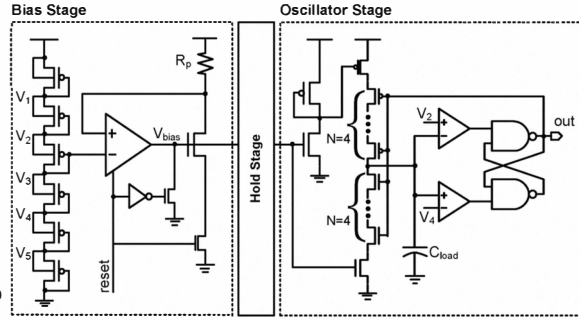 Bias Stage
Oscillator Stage
Rp
V1
V2
V3
V4
V5
+
−
Vbias
reset
Hold Stage
N=4
N=4
V2
+
−
+
−
V4
Cload
out